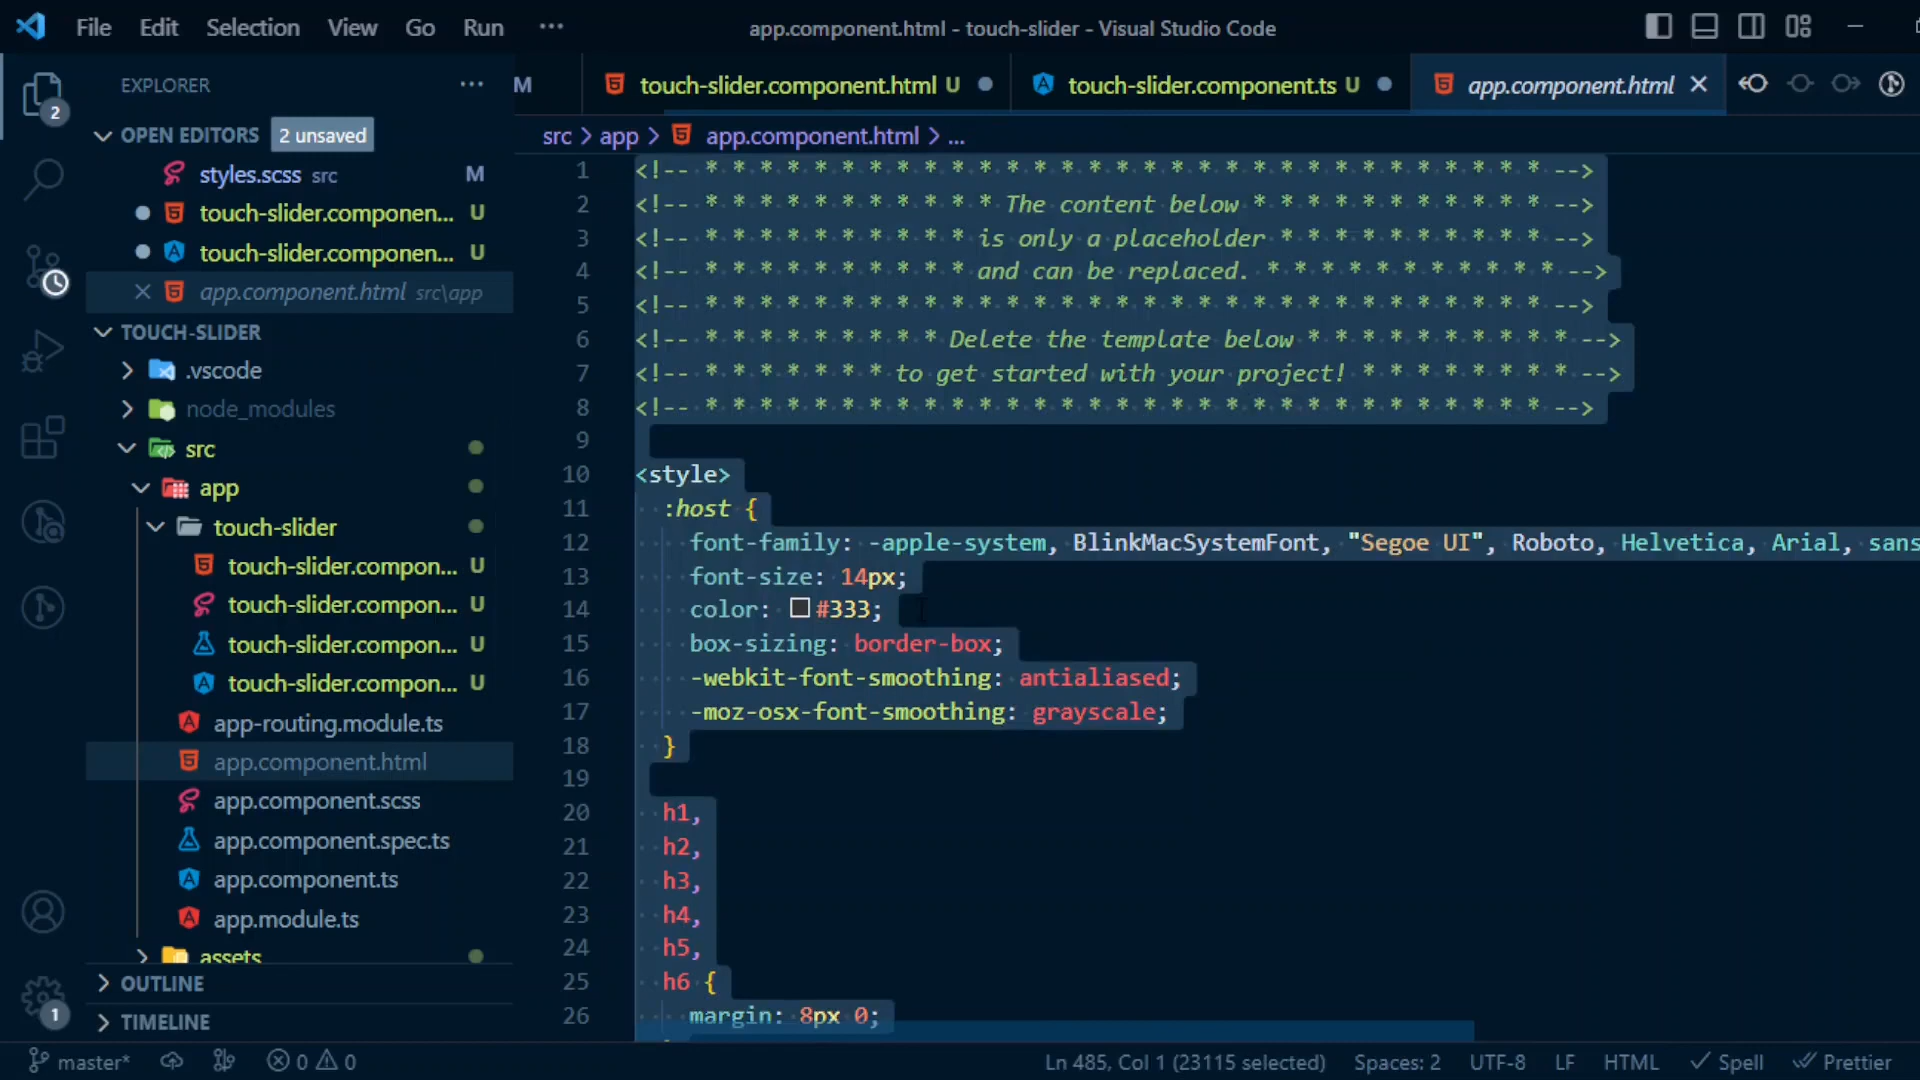 File Edit Selection View Go Run ··· app.component.html - touch-slider - Visual Studio Code
EXPLORER ···
M touch-slider.component.html U touch-slider.component.ts U app.component.html
OPEN EDITORS 2 unsaved
src > app > app.component.html > ...
styles.scss src M
touch-slider.componen... U
touch-slider.componen... U
app.component.html src\app
TOUCH-SLIDER
.vscode
node_modules
src
app
touch-slider
touch-slider.compon... U
touch-slider.compon... U
touch-slider.compon... U
touch-slider.compon... U
app-routing.module.ts
app.component.html
app.component.scss
app.component.spec.ts
app.component.ts
app.module.ts
assets
OUTLINE
TIMELINE
2
1
1 <!-- * * * * * * * * * * * * * * * * * * * * * * * * * * * * * * * -->
2 <!-- * * * * * * * * * * * The content below * * * * * * * * * * * -->
3 <!-- * * * * * * * * * * is only a placeholder * * * * * * * * * * -->
4 <!-- * * * * * * * * * * and can be replaced. * * * * * * * * * * * -->
5 <!-- * * * * * * * * * * * * * * * * * * * * * * * * * * * * * * * -->
6 <!-- * * * * * * * * * Delete the template below * * * * * * * * * * -->
7 <!-- * * * * * * * to get started with your project! * * * * * * * * -->
8 <!-- * * * * * * * * * * * * * * * * * * * * * * * * * * * * * * * -->
9
10 <style>
11 :host {
12 font-family: -apple-system, BlinkMacSystemFont, "Segoe UI", Roboto, Helvetica, Arial, sans
13 font-size: 14px;
14 color: #333;
15 box-sizing: border-box;
16 -webkit-font-smoothing: antialiased;
17 -moz-osx-font-smoothing: grayscale;
18 }
19
20 h1,
21 h2,
22 h3,
23 h4,
24 h5,
25 h6 {
26 margin: 8px 0;
master* 0 0 Ln 485, Col 1 (23115 selected) Spaces: 2 UTF-8 LF HTML Spell Prettier